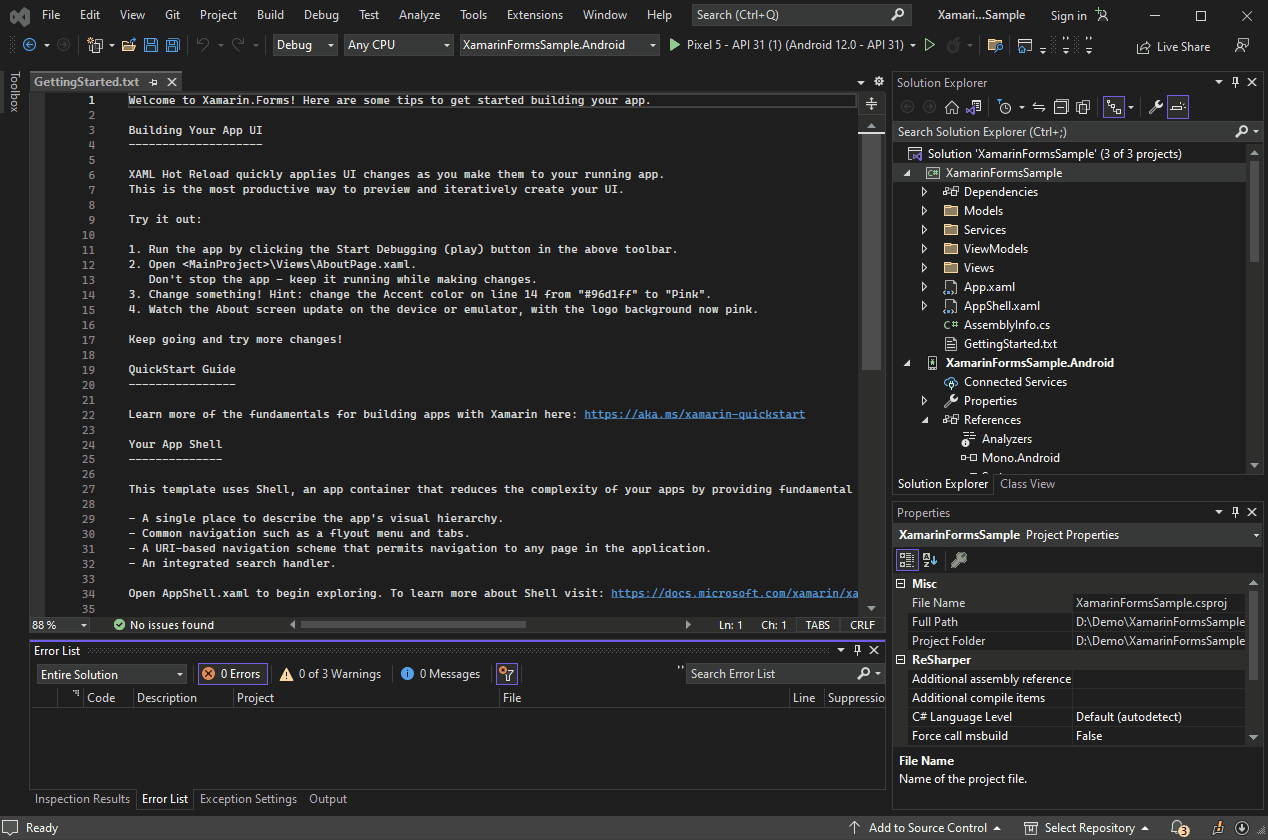 File Edit View Git Project Build Debug Test Analyze Tools Extensions Window Help Search (Ctrl+Q) Xamari...Sample Sign in
Debug Any CPU XamarinFormsSample.Android Pixel 5 - API 31 (1) (Android 12.0 - API 31) Live Share
Toolbox
GettingStarted.txt
1 Welcome to Xamarin.Forms! Here are some tips to get started building your app.
2
3 Building Your App UI
4 --------------------
5
6 XAML Hot Reload quickly applies UI changes as you make them to your running app.
7 This is the most productive way to preview and iteratively create your UI.
8
9 Try it out:
10
11 1. Run the app by clicking the Start Debugging (play) button in the above toolbar.
12 2. Open <MainProject>\Views\AboutPage.xaml.
13 Don't stop the app - keep it running while making changes.
14 3. Change something! Hint: change the Accent color on line 14 from "#96d1ff" to "Pink".
15 4. Watch the About screen update on the device or emulator, with the logo background now pink.
16
17 Keep going and try more changes!
18
19 QuickStart Guide
20 ----------------
21
22 Learn more of the fundamentals for building apps with Xamarin here: https://aka.ms/xamarin-quickstart
23
24 Your App Shell
25 --------------
26
27 This template uses Shell, an app container that reduces the complexity of your apps by providing fundamental
28
29 - A single place to describe the app's visual hierarchy.
30 - Common navigation such as a flyout menu and tabs.
31 - A URI-based navigation scheme that permits navigation to any page in the application.
32 - An integrated search handler.
33
34 Open AppShell.xaml to begin exploring. To learn more about Shell visit: https://docs.microsoft.com/xamarin/xa
35
88 % No issues found Ln: 1 Ch: 1 TABS CRLF
Error List
Entire Solution 0 Errors 0 of 3 Warnings 0 Messages Search Error List
Code Description Project File Line Suppressio
Inspection Results Error List Exception Settings Output
Solution Explorer
Search Solution Explorer (Ctrl+;)
Solution 'XamarinFormsSample' (3 of 3 projects)
C# XamarinFormsSample
Dependencies
Models
Services
ViewModels
Views
App.xaml
AppShell.xaml
C# AssemblyInfo.cs
GettingStarted.txt
XamarinFormsSample.Android
Connected Services
Properties
References
Analyzers
Mono.Android
Solution Explorer Class View
Properties
XamarinFormsSample Project Properties
Misc
File Name XamarinFormsSample.csproj
Full Path D:\Demo\XamarinFormsSample
Project Folder D:\Demo\XamarinFormsSample
ReSharper
Additional assembly reference
Additional compile items
C# Language Level Default (autodetect)
Force call msbuild False
File Name
Name of the project file.
Ready Add to Source Control Select Repository 3